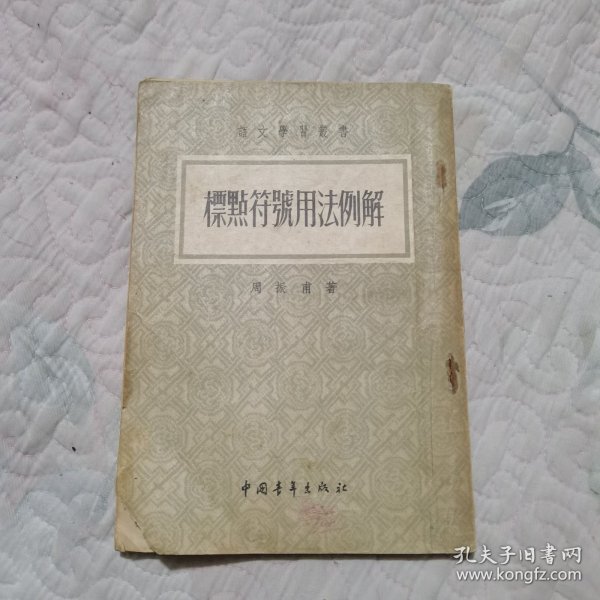 語文學習叢書
標點符號用法例解
周振甫著
中国青年出版社
孔夫子旧书网
www.kongfz.com